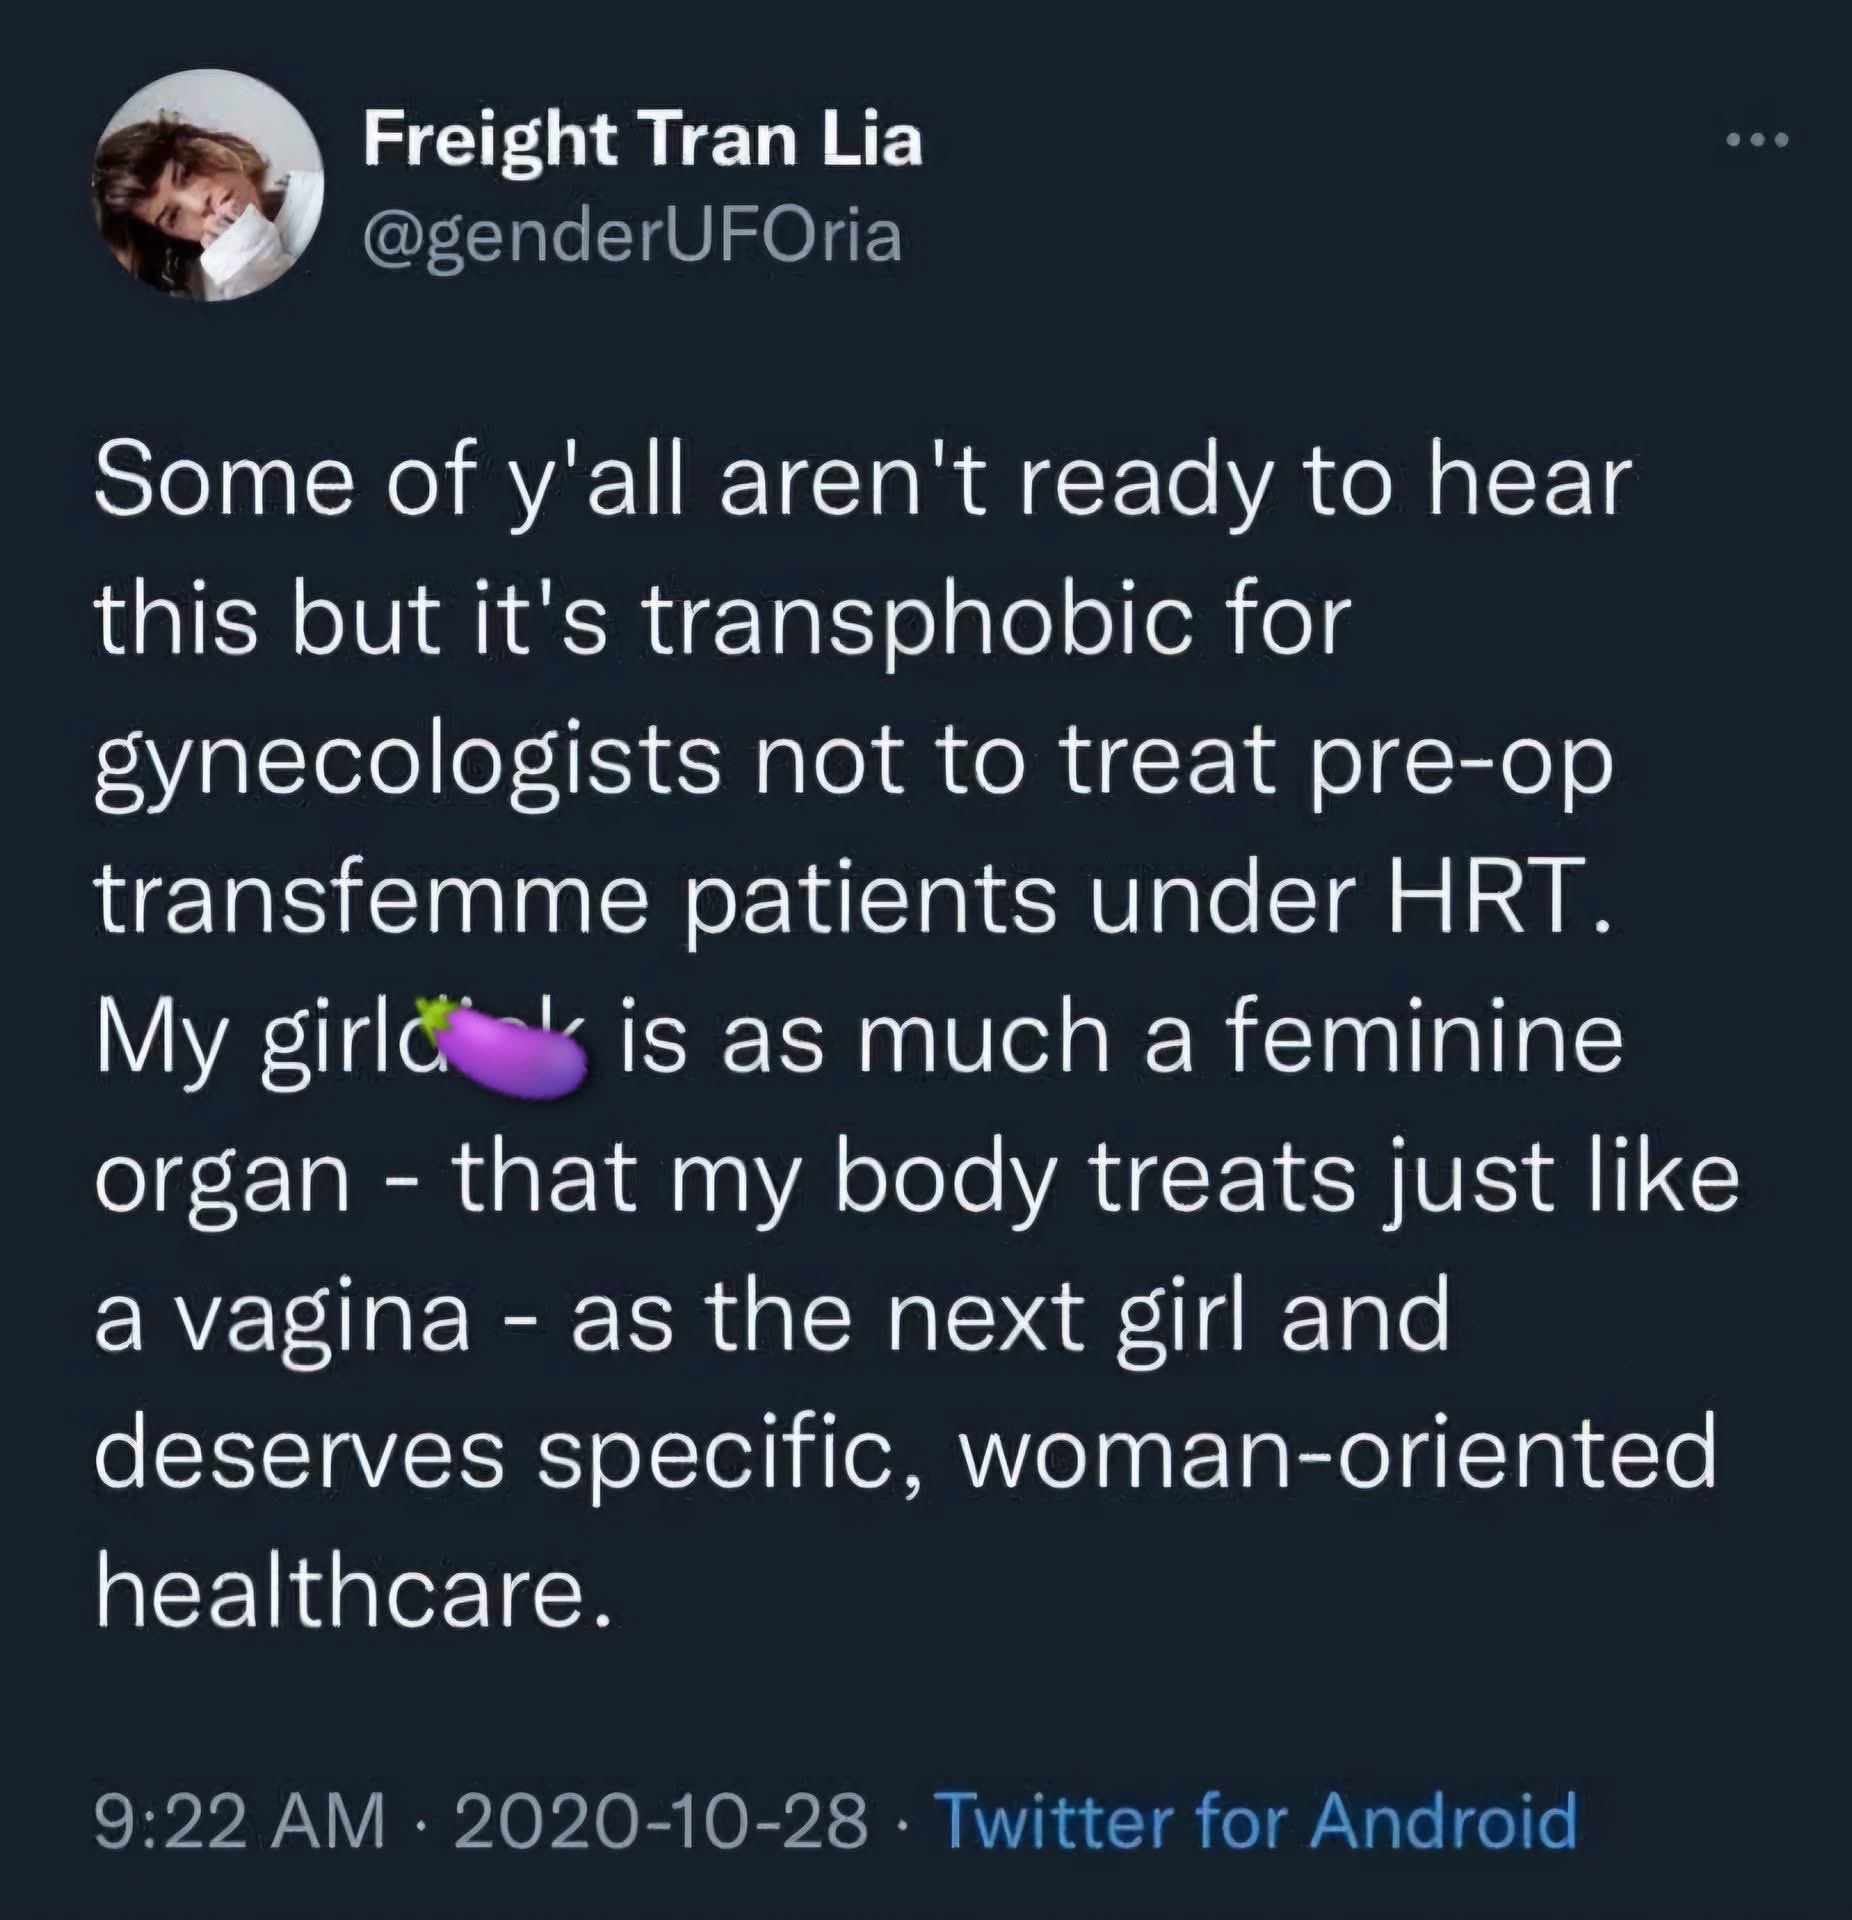 Freight Tran Lia
@genderUFOria
Some of y'all aren't ready to hear
this but it's transphobic for
gynecologists not to treat pre-op
transfemme patients under HRT.
My girld🍆k is as much a feminine
organ - that my body treats just like
a vagina - as the next girl and
deserves specific, woman-oriented
healthcare.
9:22 AM · 2020-10-28 · Twitter for Android